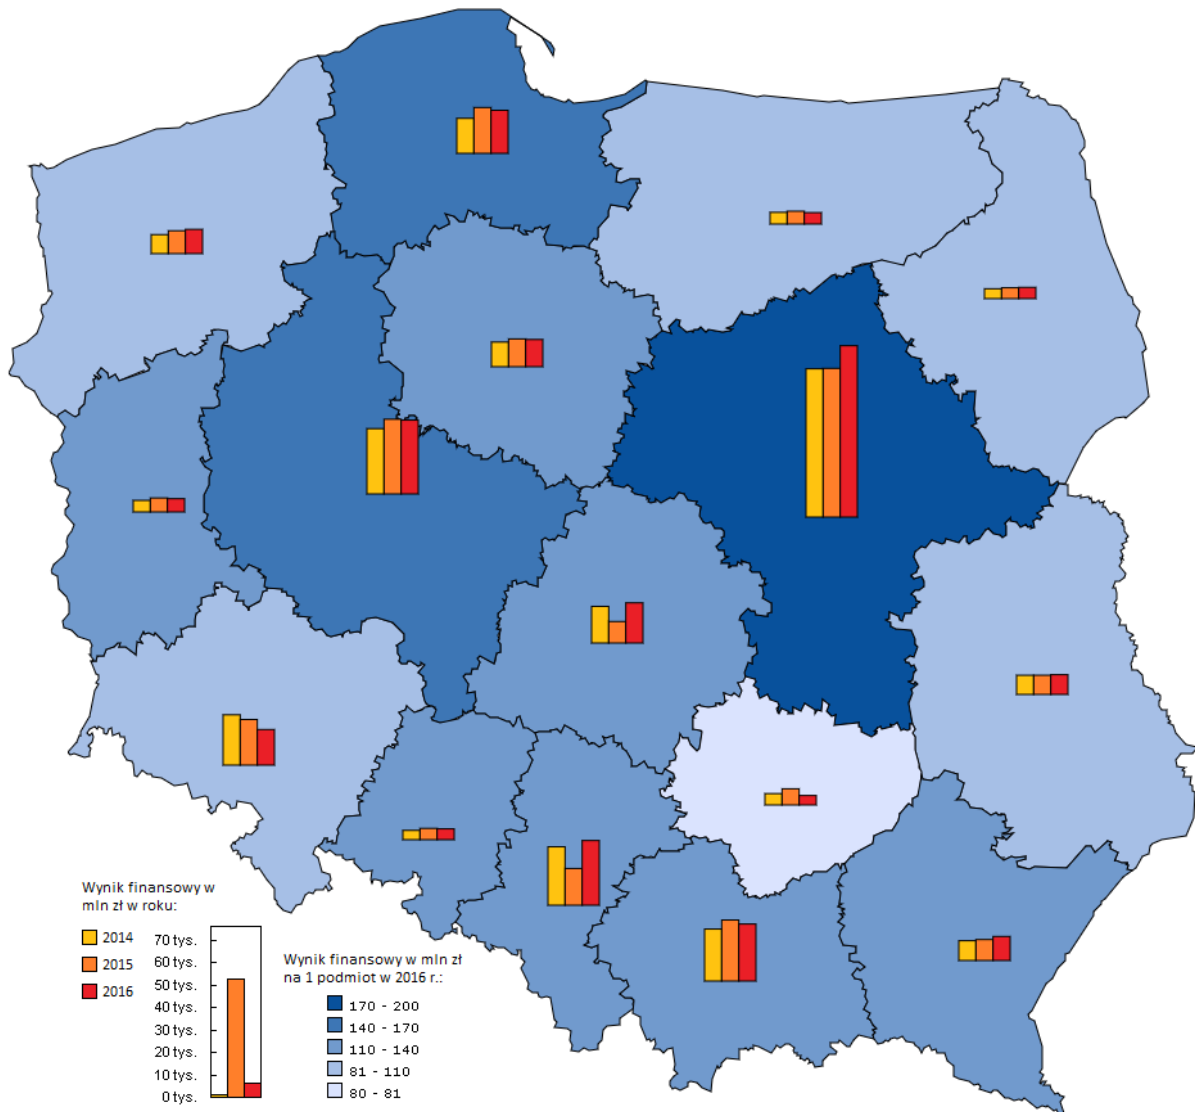 Wynik finansowy w
mln zł w roku:
2014
2015
2016
70 tys.
60 tys.
50 tys.
40 tys.
30 tys.
20 tys.
10 tys.
0 tys.
Wynik finansowy w mln zł
na 1 podmiot w 2016 r.:
170 - 200
140 - 170
110 - 140
81 - 110
80 - 81